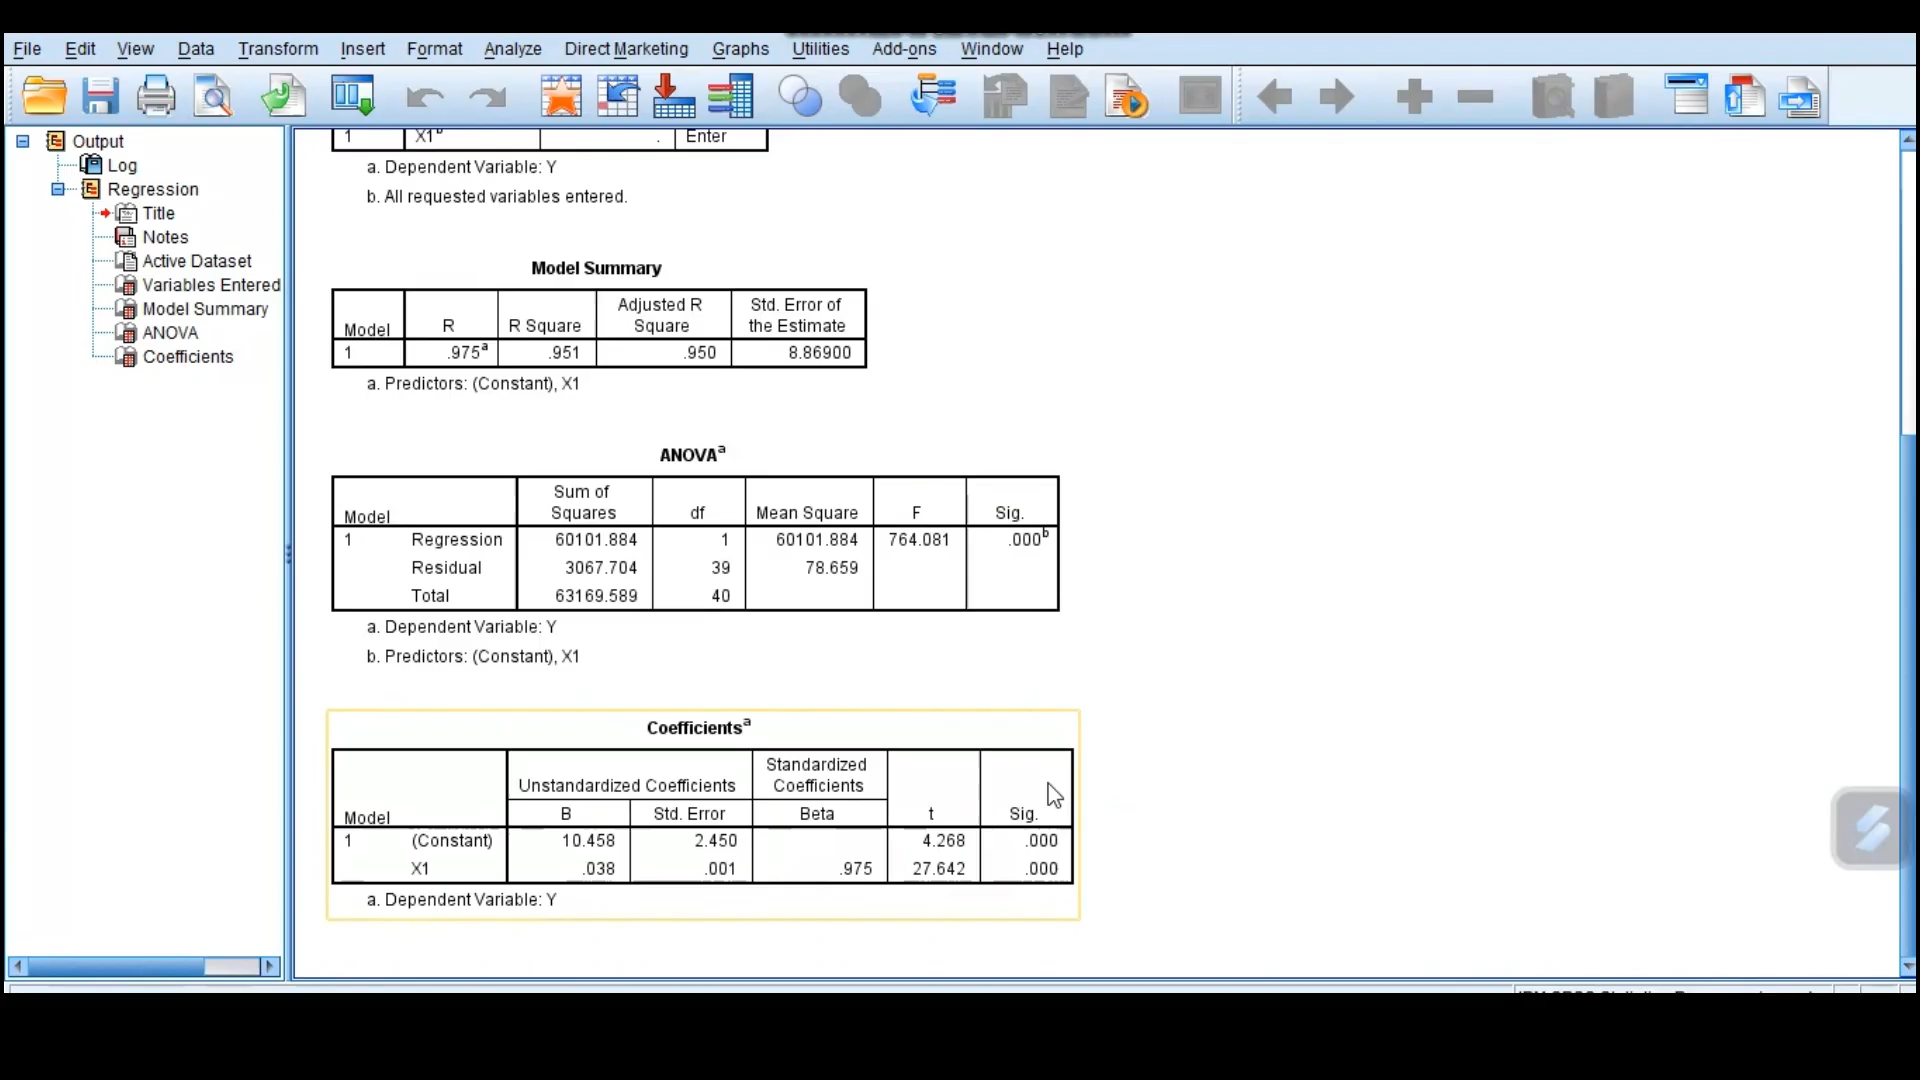 File Edit View Data Transform Insert Format Analyze Direct Marketing Graphs Utilities Add-ons Window Help
Output
Log
Regression
Title
Notes
Active Dataset
Variables Entered
Model Summary
ANOVA
Coefficients
1 X1b . Enter
a. Dependent Variable: Y
b. All requested variables entered.
Model Summary
Model R R Square Adjusted R Square Std. Error of the Estimate
1 .975a .951 .950 8.86900
a. Predictors: (Constant), X1
ANOVAa
Model Sum of Squares df Mean Square F Sig.
1 Regression 60101.884 1 60101.884 764.081 .000b
Residual 3067.704 39 78.659
Total 63169.589 40
a. Dependent Variable: Y
b. Predictors: (Constant), X1
Coefficientsa
Unstandardized Coefficients Standardized Coefficients
Model B Std. Error Beta t Sig.
1 (Constant) 10.458 2.450 4.268 .000
X1 .038 .001 .975 27.642 .000
a. Dependent Variable: Y